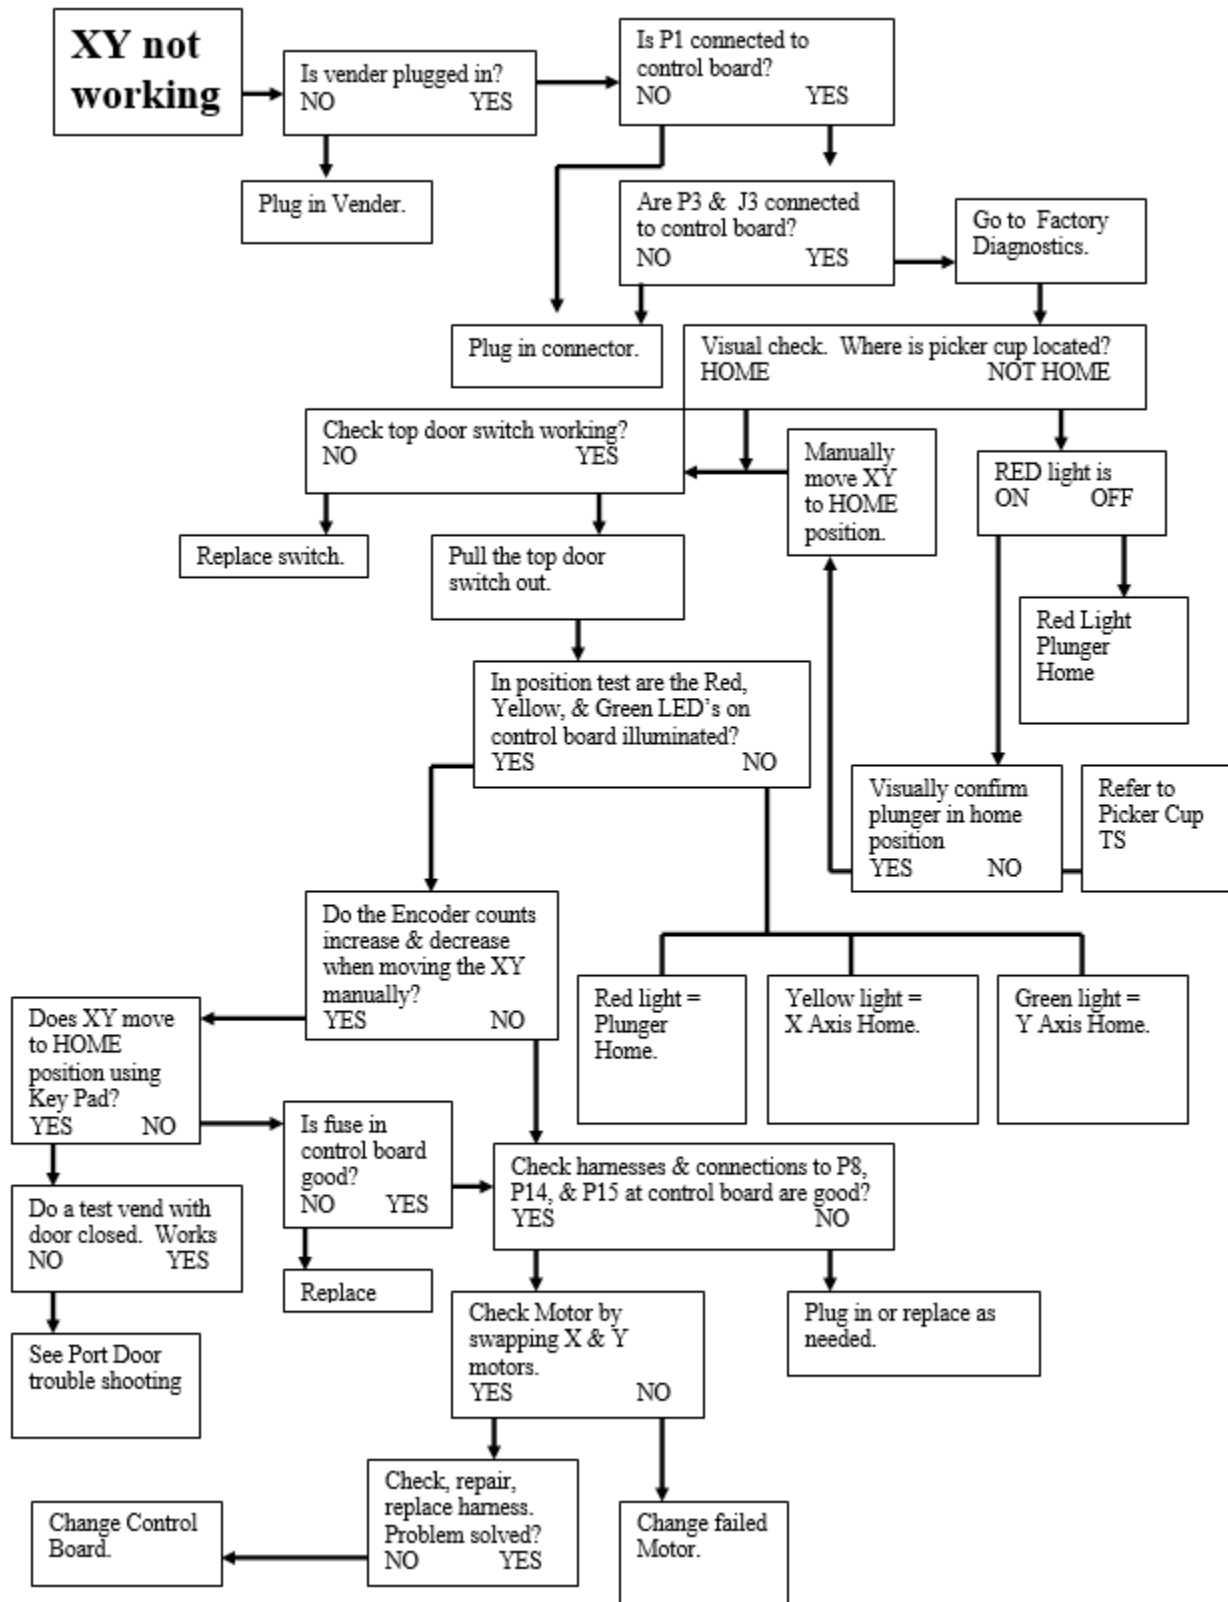 XY not
working
Is vender plugged in?
NO YES
Is P1 connected to
control board?
NO YES
Plug in Vender.
Are P3 & J3 connected
to control board?
NO YES
Go to Factory
Diagnostics.
Plug in connector.
Visual check. Where is picker cup located?
HOME NOT HOME
Check top door switch working?
NO YES
Manually
move XY
to HOME
position.
RED light is
ON OFF
Replace switch.
Pull the top door
switch out.
Red Light
Plunger
Home
In position test are the Red,
Yellow, & Green LED’s on
control board illuminated?
YES NO
Visually confirm
plunger in home
position
YES NO
Refer to
Picker Cup
TS
Do the Encoder counts
increase & decrease
when moving the XY
manually?
YES NO
Red light =
Plunger
Home.
Yellow light =
X Axis Home.
Green light =
Y Axis Home.
Does XY move
to HOME
position using
Key Pad?
YES NO
Is fuse in
control board
good?
NO YES
Check harnesses & connections to P8,
P14, & P15 at control board are good?
YES NO
Do a test vend with
door closed. Works
NO YES
Replace
Check Motor by
swapping X & Y
motors.
YES NO
Plug in or replace as
needed.
See Port Door
trouble shooting
Check, repair,
replace harness.
Problem solved?
NO YES
Change Control
Board.
Change failed
Motor.